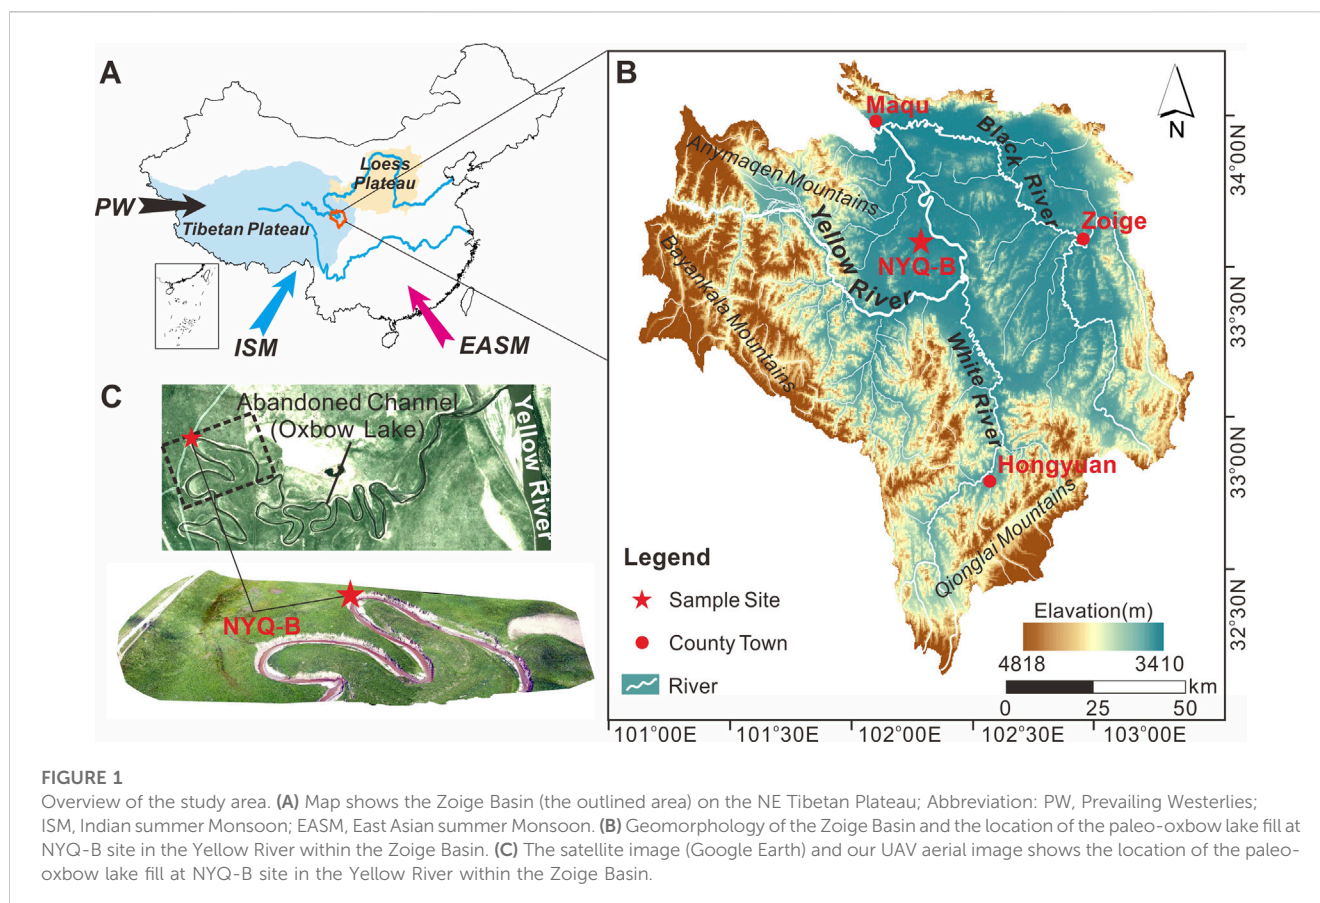 A
Loess
Plateau
PW
Tibetan Plateau
ISM
EASM
B
Maqu
Black River
N
Anymaqen Mountains
Zoige
Yellow River
NYQ-B
Bayankala Mountains
White River
Hongyuan
Qionglai Mountains
Legend
Sample Site
County Town
River
Elavation(m)
4818 3410
km
0 25 50
34°00N
33°30N
33°00N
32°30N
101°00E 101°30E 102°00E 102°30E 103°00E
C
Abandoned Channel
(Oxbow Lake)
Yellow River
NYQ-B
FIGURE 1
Overview of the study area. (A) Map shows the Zoige Basin (the outlined area) on the NE Tibetan Plateau; Abbreviation: PW, Prevailing Westerlies;
ISM, Indian summer Monsoon; EASM, East Asian summer Monsoon. (B) Geomorphology of the Zoige Basin and the location of the paleo-oxbow lake fill at
NYQ-B site in the Yellow River within the Zoige Basin. (C) The satellite image (Google Earth) and our UAV aerial image shows the location of the paleo-
oxbow lake fill at NYQ-B site in the Yellow River within the Zoige Basin.